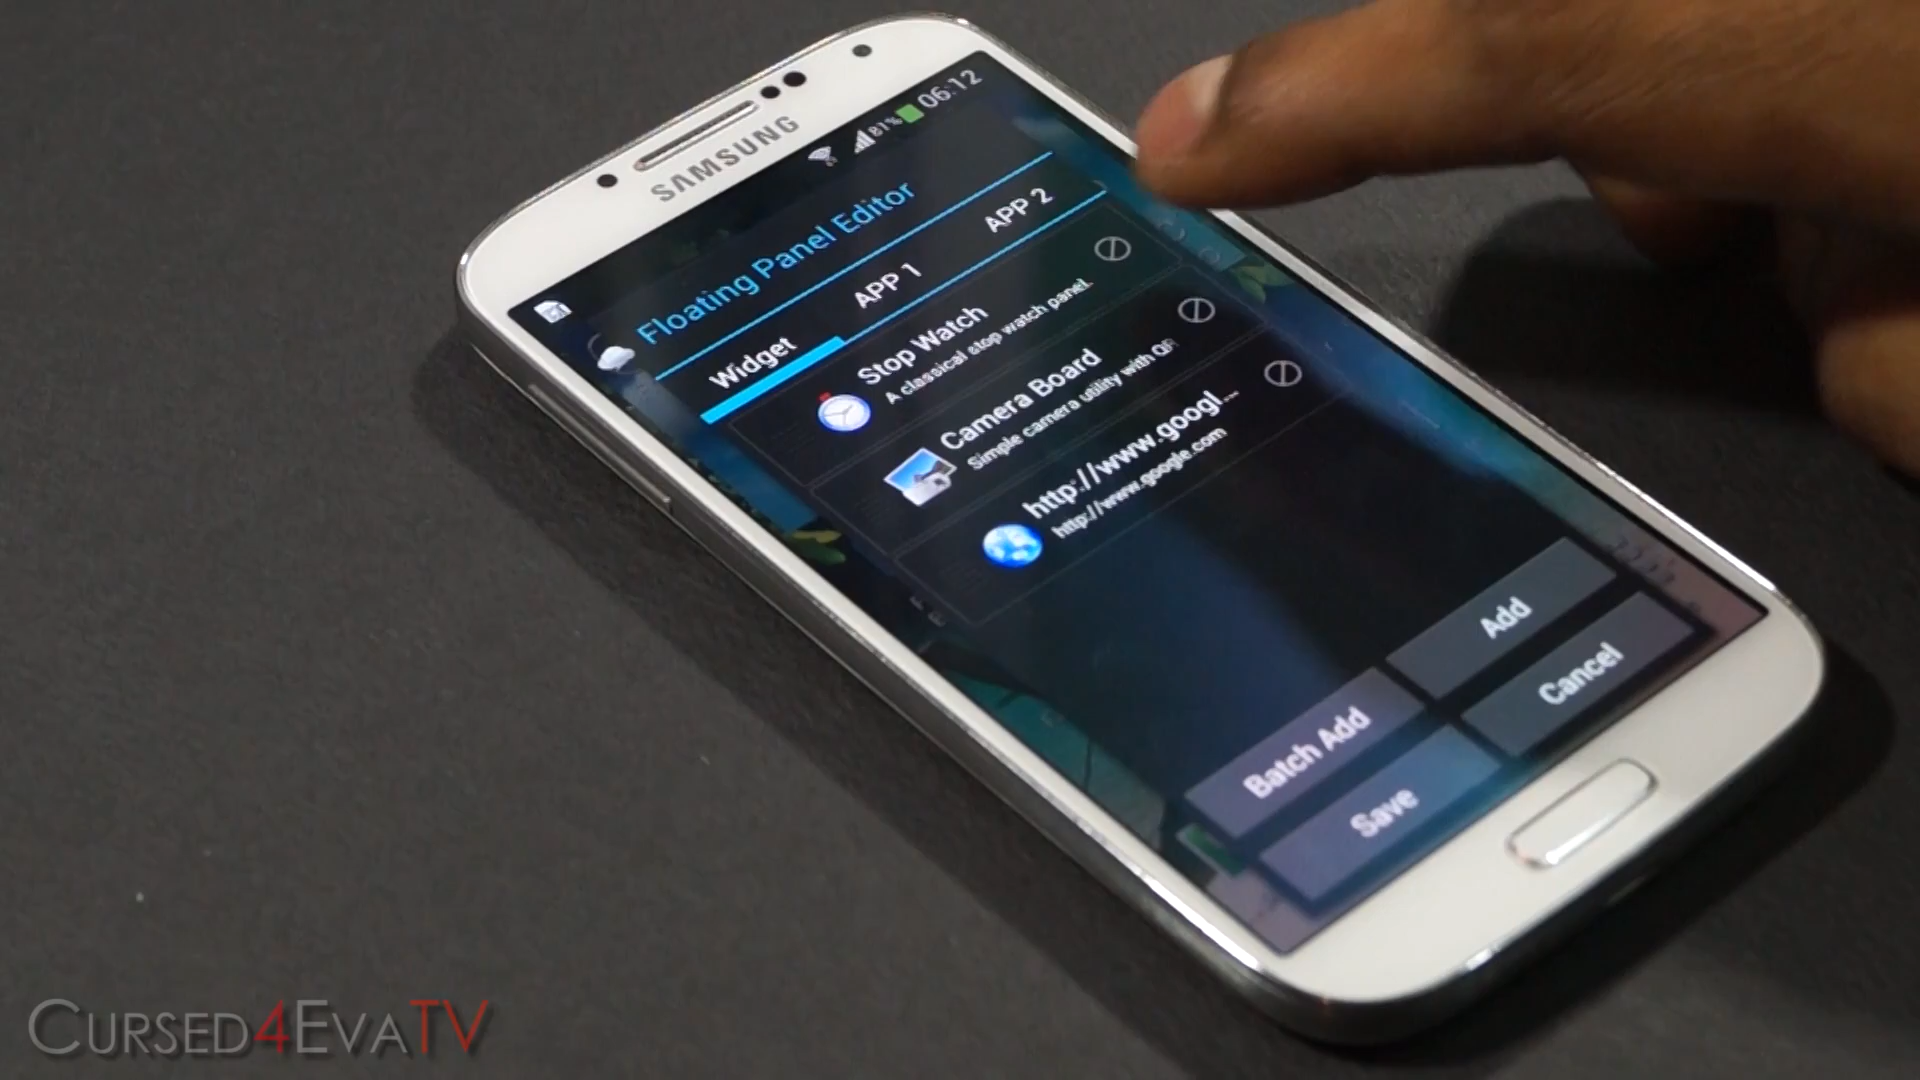 SAMSUNG
81% 06:12
Floating Panel Editor
Widget APP 1 APP 2
Stop Watch
A classical stop watch panel.
Camera Board
Simple camera utility with QR
http://www.googl...
http://www.google.com
Batch Add Add
Save Cancel
CURSED4EVATV